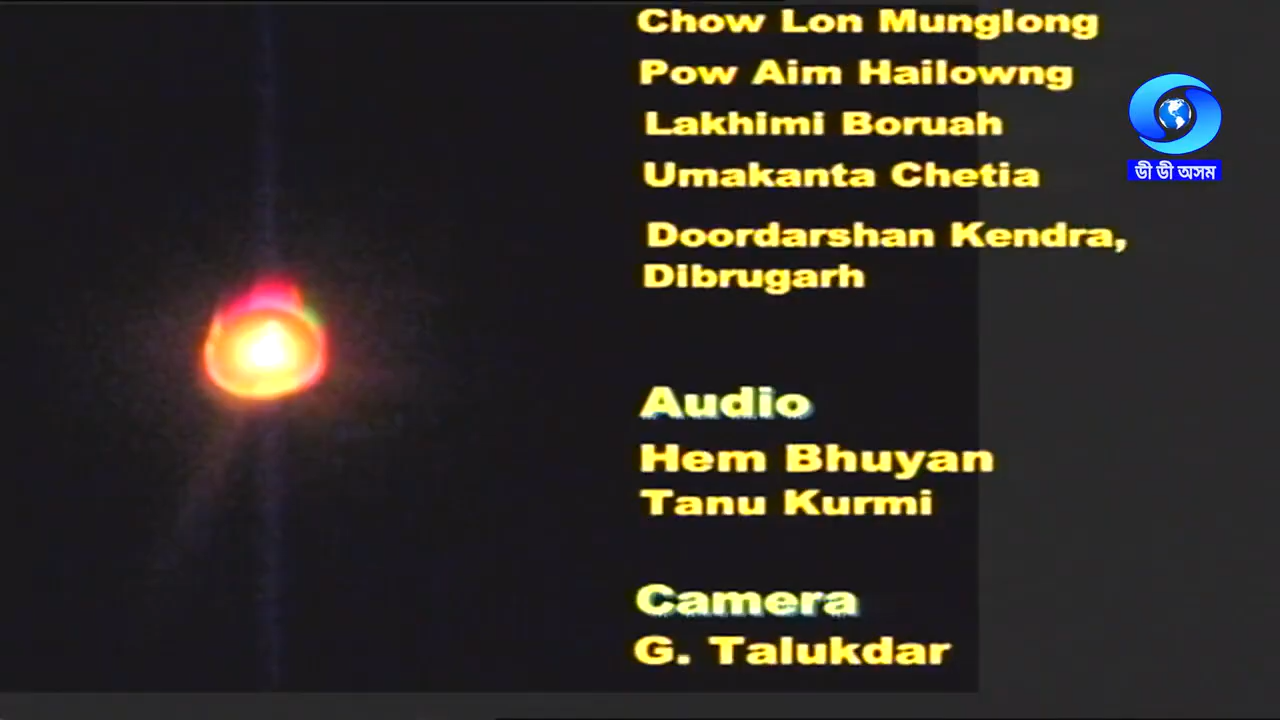 Chow Lon Munglong
Pow Aim Hailowng
Lakhimi Boruah
Umakanta Chetia
Doordarshan Kendra,
Dibrugarh
Audio
Hem Bhuyan
Tanu Kurmi
Camera
G. Talukdar
ডী ডী অসম